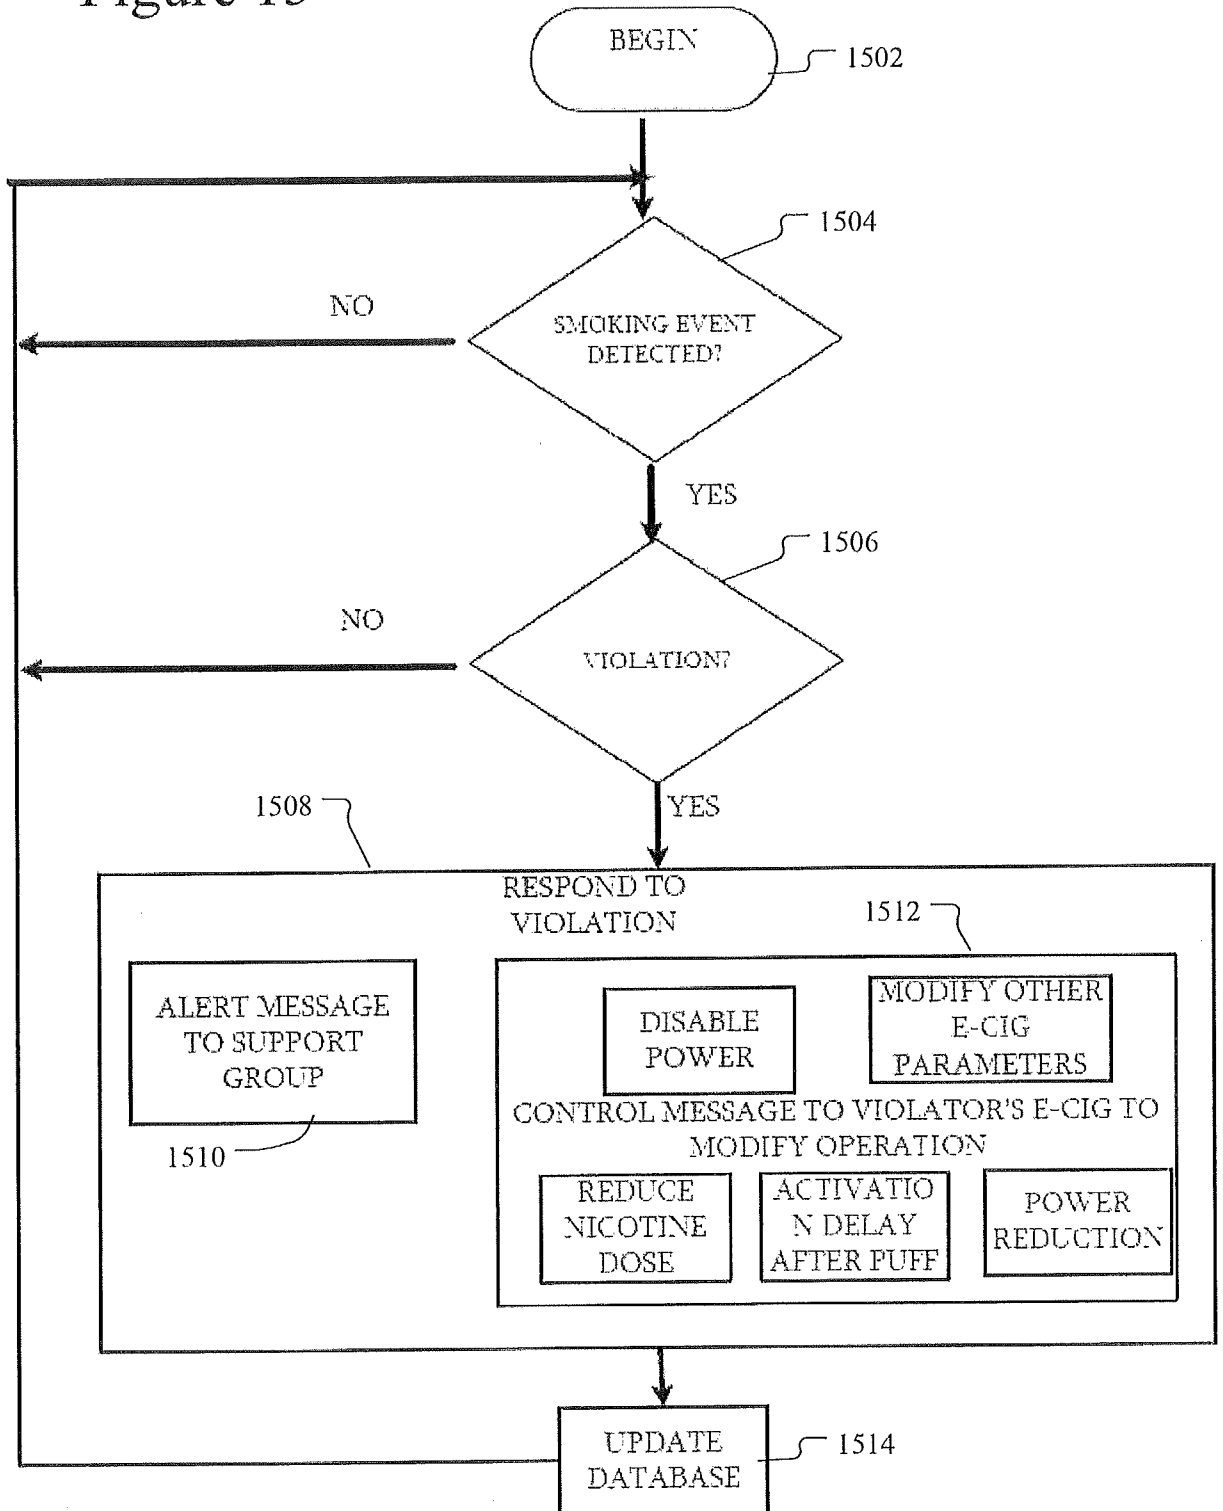 Figure 15
BEGIN
1502
1504
NO
SMOKING EVENT
DETECTED?
YES
1506
NO
VIOLATION?
YES
1508
RESPOND TO
VIOLATION
1512
ALERT MESSAGE
TO SUPPORT
GROUP
1510
DISABLE
POWER
MODIFY OTHER
E-CIG
PARAMETERS
CONTROL MESSAGE TO VIOLATOR'S E-CIG TO
MODIFY OPERATION
REDUCE
NICOTINE
DOSE
ACTIVATIO
N DELAY
AFTER PUFF
POWER
REDUCTION
UPDATE
DATABASE
1514